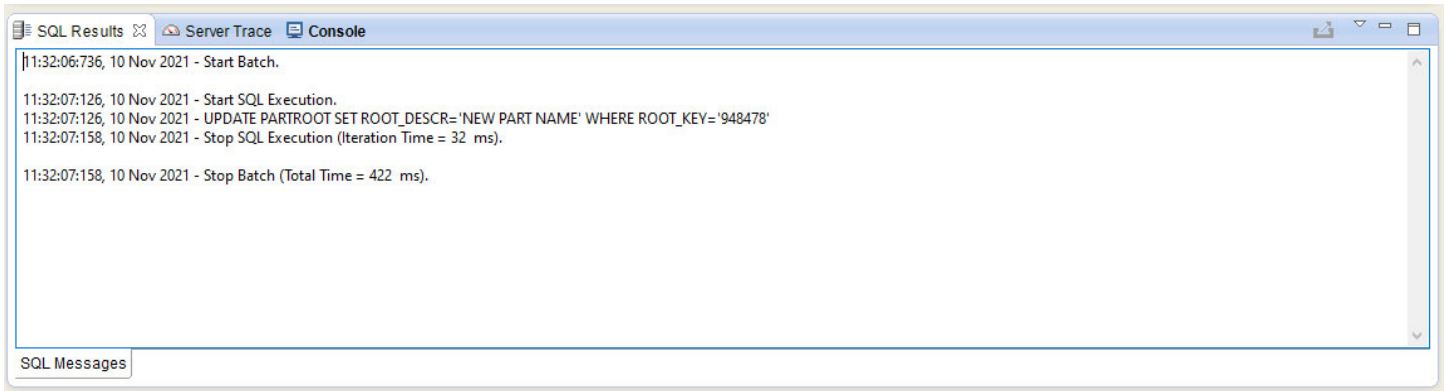 SQL Results Server Trace Console
11:32:06:736, 10 Nov 2021 - Start Batch.
11:32:07:126, 10 Nov 2021 - Start SQL Execution.
11:32:07:126, 10 Nov 2021 - UPDATE PARTROOT SET ROOT_DESCR='NEW PART NAME' WHERE ROOT_KEY='948478'
11:32:07:158, 10 Nov 2021 - Stop SQL Execution (Iteration Time = 32  ms).
11:32:07:158, 10 Nov 2021 - Stop Batch (Total Time = 422  ms).
SQL Messages